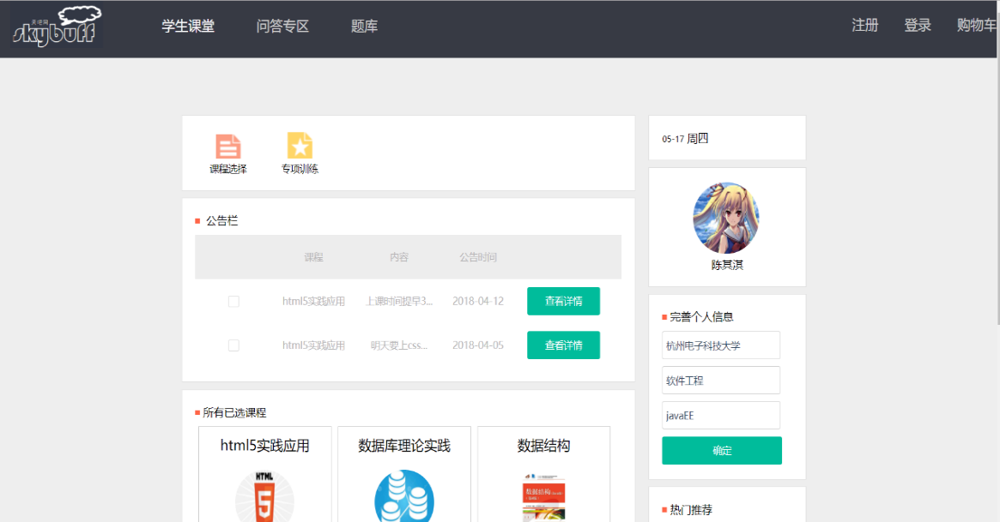 天吧网
skybuff
学生课堂 问答专区 题库 注册 登录 购物车
课程选择 专项训练
公告栏
课程 内容 公告时间
html5实践应用 上课时间提早3... 2018-04-12 查看详情
html5实践应用 明天要上css... 2018-04-05 查看详情
所有已选课程
html5实践应用 数据库理论实践 数据结构
HTML
5
数据结构
05-17 周四
陈其淇
完善个人信息
杭州电子科技大学
软件工程
javaEE
确定
热门推荐